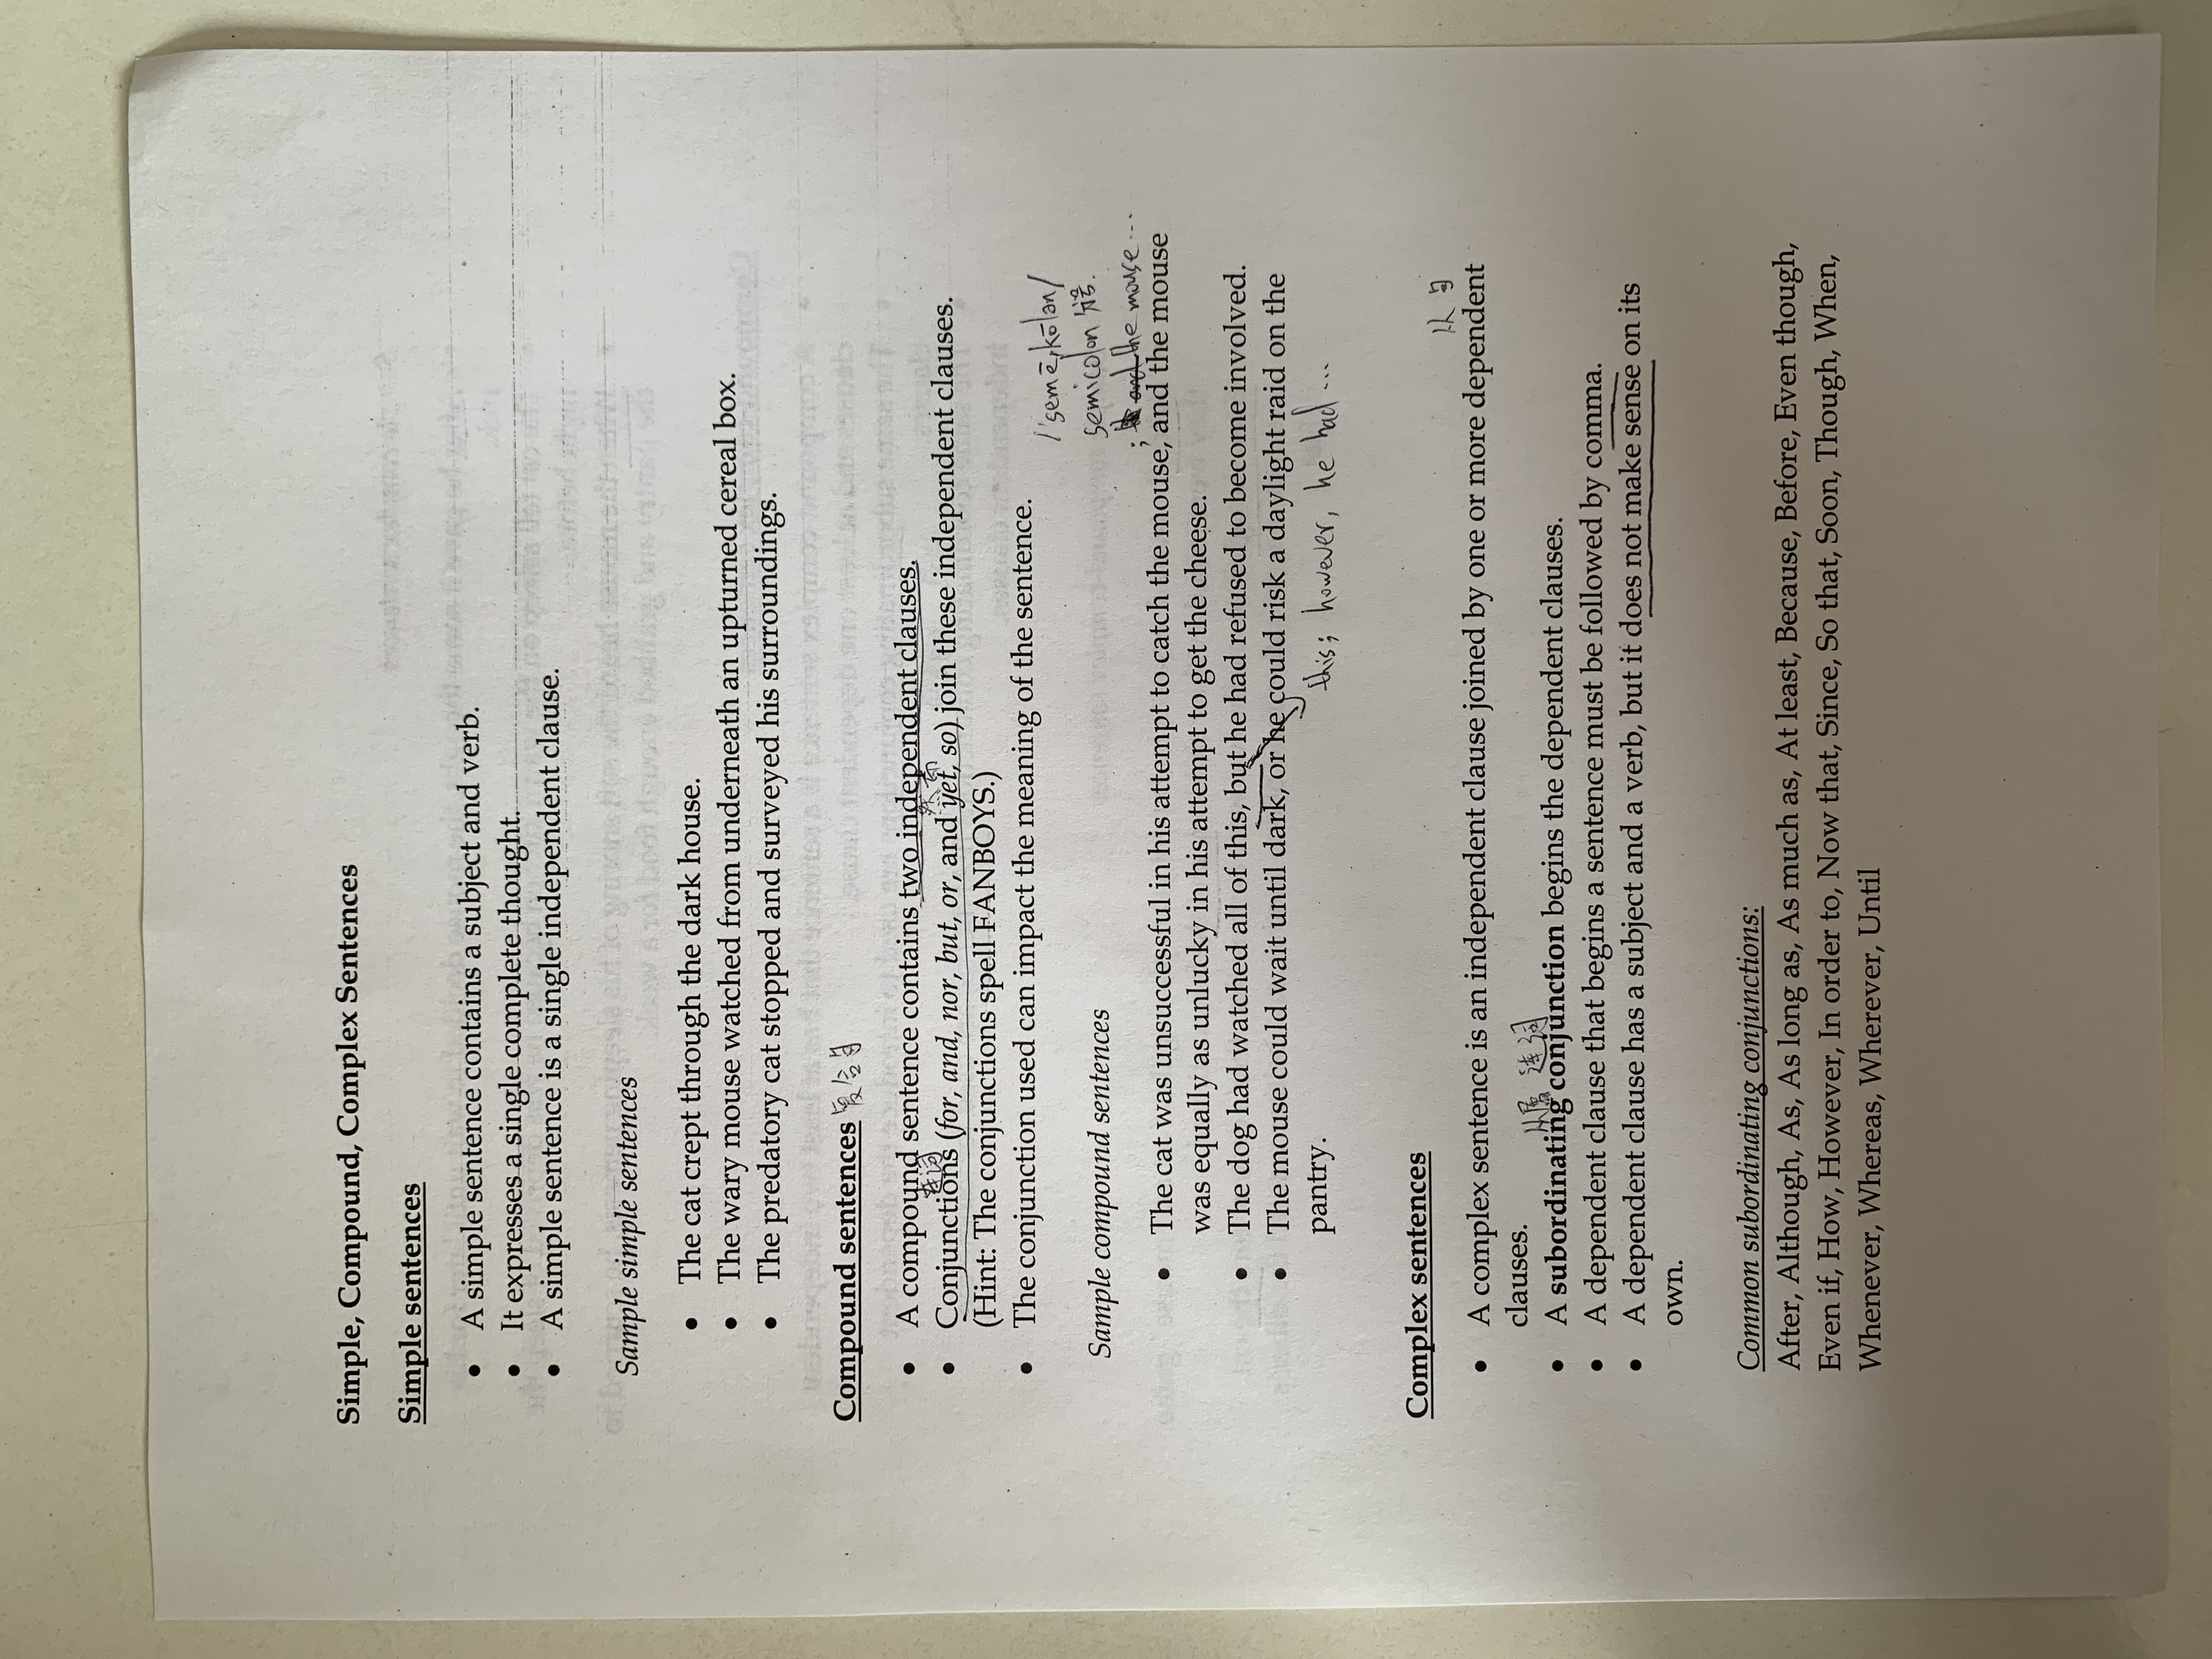 Simple, Compound, Complex Sentences
Simple sentences
• A simple sentence contains a subject and verb.
• It expresses a single complete thought.
• A simple sentence is a single independent clause.
Sample simple sentences
• The cat crept through the dark house.
• The wary mouse watched from underneath an upturned cereal box.
• The predatory cat stopped and surveyed his surroundings.
Compound sentences 复合句
• A compound sentence contains two independent clauses.
连词
• Conjunctions (for, and, nor, but, or, and yet, so) join these independent clauses.
(Hint: The conjunctions spell FANBOYS.)
• The conjunction used can impact the meaning of the sentence.
/'semē,kōlən/
Sample compound sentences
semicolon 分号.
; and the mouse...
• The cat was unsuccessful in his attempt to catch the mouse, and the mouse
was equally as unlucky in his attempt to get the cheese.
• The dog had watched all of this, but he had refused to become involved.
• The mouse could wait until dark, or he could risk a daylight raid on the
pantry.
this; however, he had...
Complex sentences
从句
• A complex sentence is an independent clause joined by one or more dependent
clauses.
从属 连词
• A subordinating conjunction begins the dependent clauses.
• A dependent clause that begins a sentence must be followed by comma.
• A dependent clause has a subject and a verb, but it does not make sense on its
own.
Common subordinating conjunctions:
After, Although, As, As long as, As much as, At least, Because, Before, Even though,
Even if, How, However, In order to, Now that, Since, So that, Soon, Though, When,
Whenever, Whereas, Wherever, Until